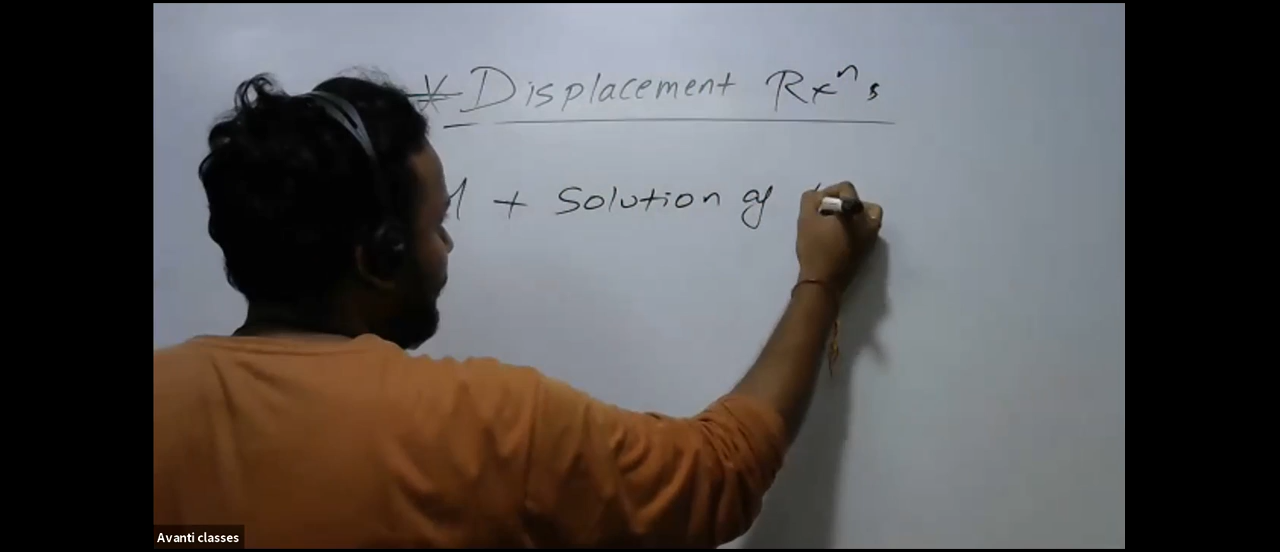 * Displacement Rxⁿs
+ Solution of
Avanti classes